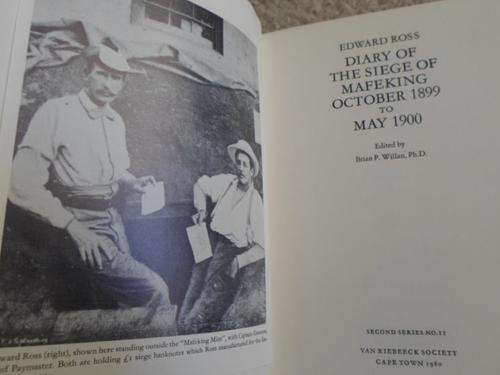 ward Ross (right), shown here standing outside the "Mafeking Mint", with Captain
of Paymaster. Both are holding £1 siege banknotes which Ross manufactured for the
EDWARD ROSS
DIARY OF
THE SIEGE OF
MAFEKING
OCTOBER 1899
TO
MAY 1900
Edited by
Brian P. Willan, Ph.D.
SECOND SERIES NO.11
VAN RIEBEECK SOCIETY
CAPE TOWN 1980